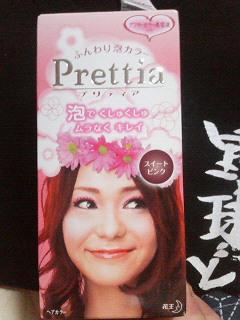 ふんわり泡カラー
Prettia
プリティア
泡でくしゅくしゅ
ムラなくキレイ
スイート
ピンク
ヘアカラー
花王